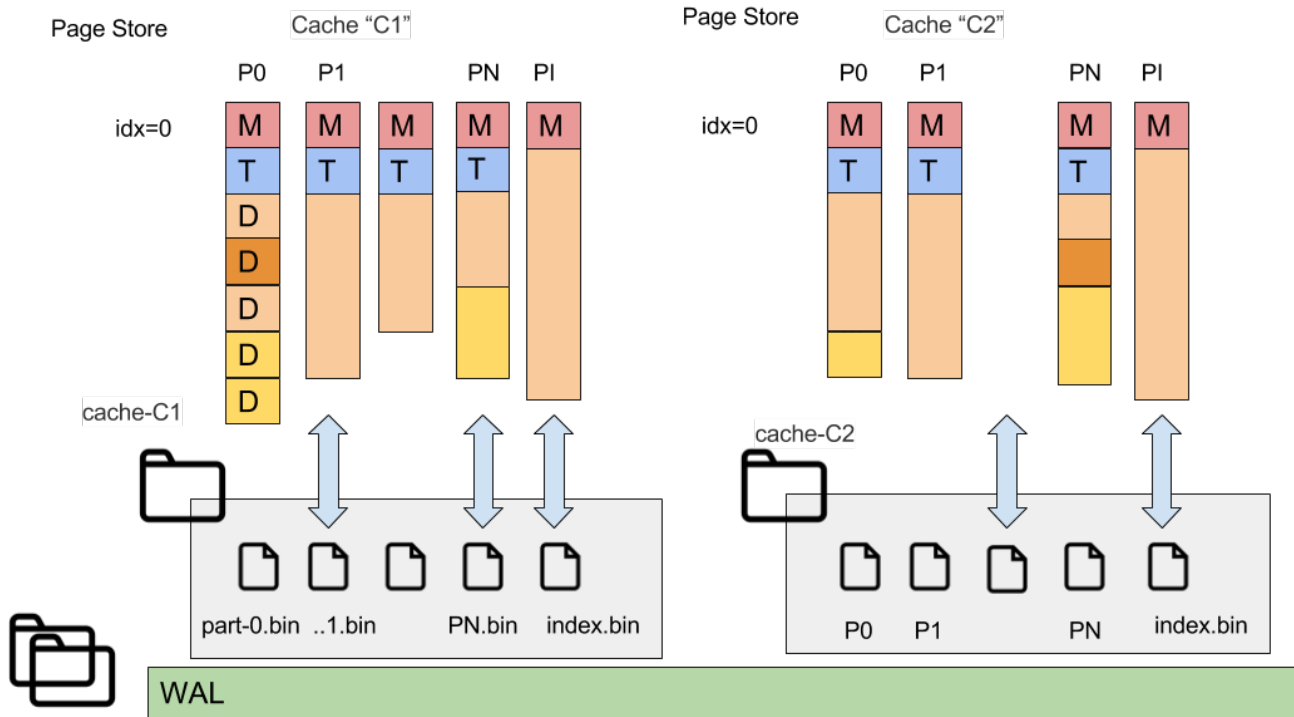 Page Store
Cache “C1”
P0 P1 PN PI
idx=0
M M M M M
T T T T
D
D
D
D
D
cache-C1
part-0.bin ..1.bin PN.bin index.bin
Page Store
Cache “C2”
P0 P1 PN PI
idx=0
M M M M
T T T
cache-C2
P0 P1 PN index.bin
WAL